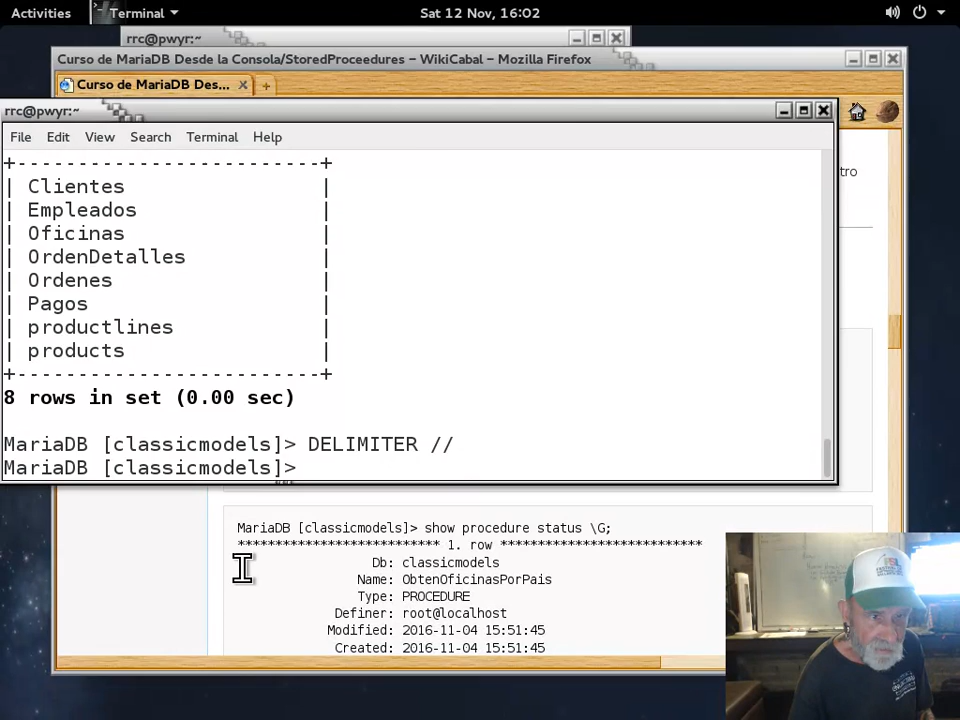 Activities Terminal Sat 12 Nov, 16:02
rrc@pwyr:~
Curso de MariaDB Desde la Consola/StoredProceedures – WikiCabal – Mozilla Firefox
Curso de MariaDB Des...
rrc@pwyr:~
File Edit View Search Terminal Help
+------------------------+
| Clientes |
| Empleados |
| Oficinas |
| OrdenDetalles |
| Ordenes |
| Pagos |
| productlines |
| products |
+------------------------+
8 rows in set (0.00 sec)
MariaDB [classicmodels]> DELIMITER //
MariaDB [classicmodels]>
tro
MariaDB [classicmodels]> show procedure status \G;
*************************** 1. row ***************************
Db: classicmodels
Name: ObtenOficinasPorPais
Type: PROCEDURE
Definer: root@localhost
Modified: 2016-11-04 15:51:45
Created: 2016-11-04 15:51:45